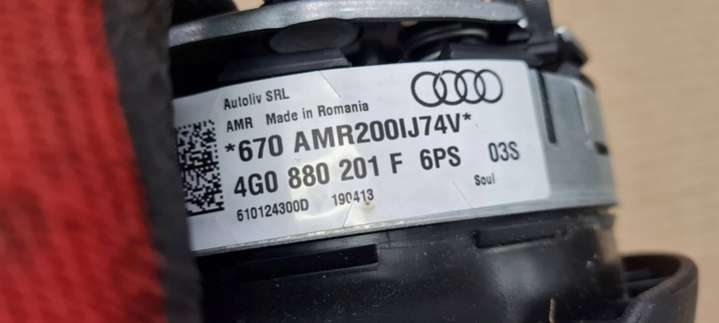 Autoliv SRL
AMR Made in Romania
*670 AMR200IJ74V*
4G0 880 201 F 6PS 03S
610124300D 190413 Soul